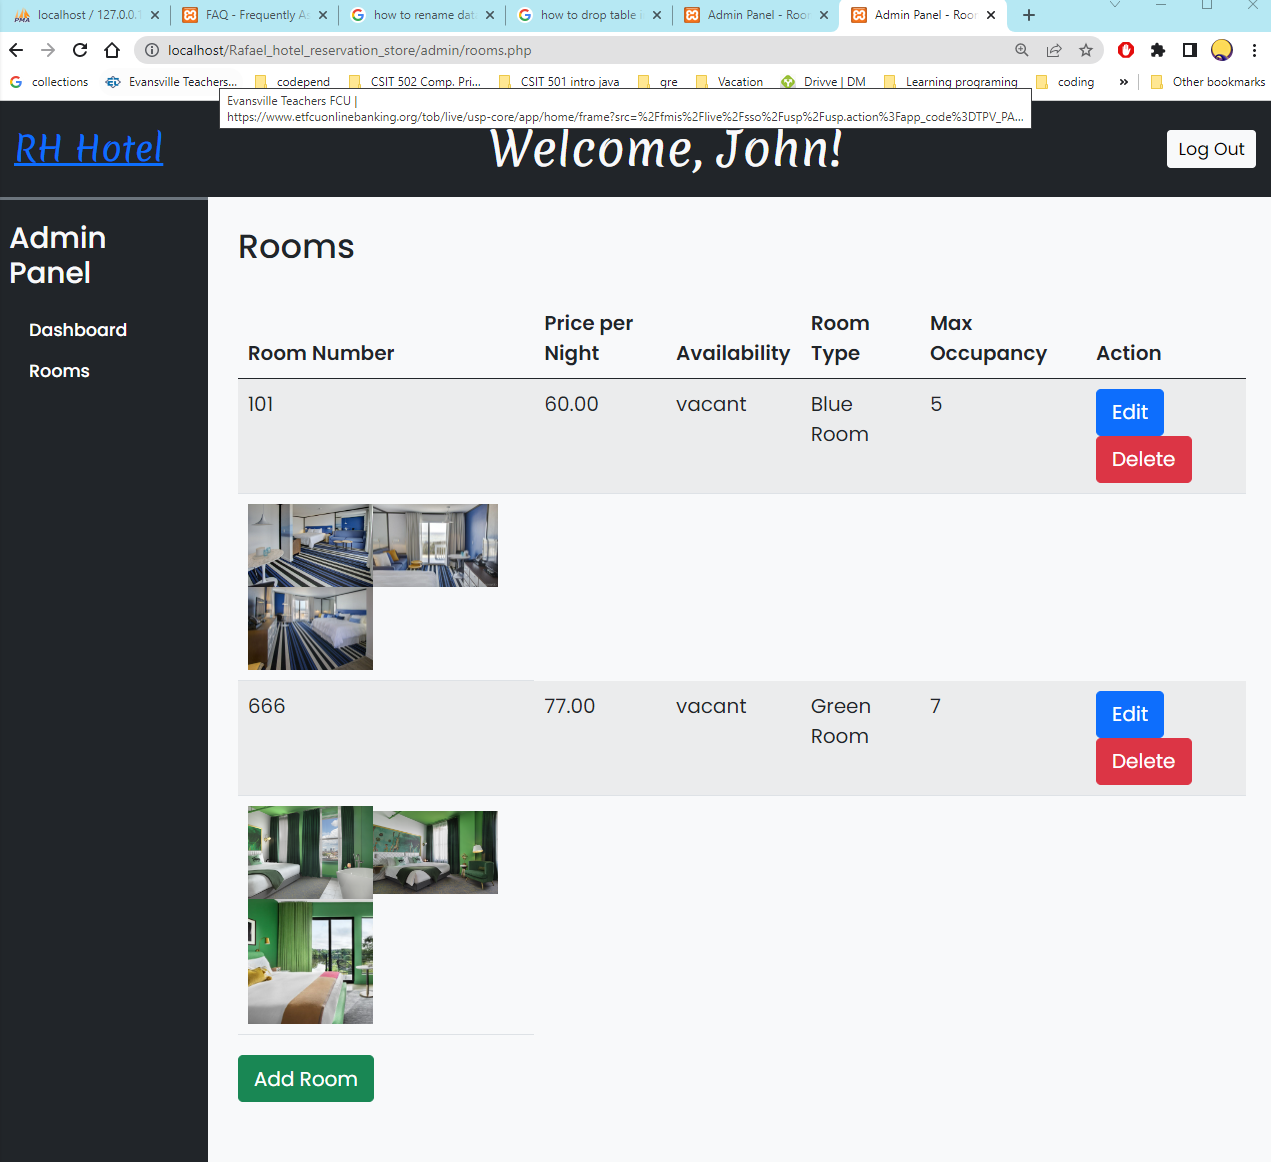 localhost / 127.0.0.1
FAQ - Frequently As
how to rename dat
how to drop table i
Admin Panel - Roor
Admin Panel - Roor
localhost/Rafael_hotel_reservation_store/admin/rooms.php
collections
Evansville Teachers...
codepend
CSIT 502 Comp. Pri...
CSIT 501 intro java
gre
Vacation
Drivve | DM
Learning programing
coding
»
Other bookmarks
Evansville Teachers FCU |
https://www.etfcuonlinebanking.org/tob/live/usp-core/app/home/frame?src=%2Ffmis%2Flive%2Fsso%2Fusp%2Fusp.action%3Fapp_code%3DTPV_PA...
RH Hotel
Welcome, John!
Log Out
Admin
Panel
Dashboard
Rooms
Rooms
Room Number
Price per
Night
Availability
Room
Type
Max
Occupancy
Action
101
60.00
vacant
Blue
Room
5
Edit
Delete
666
77.00
vacant
Green
Room
7
Edit
Delete
Add Room